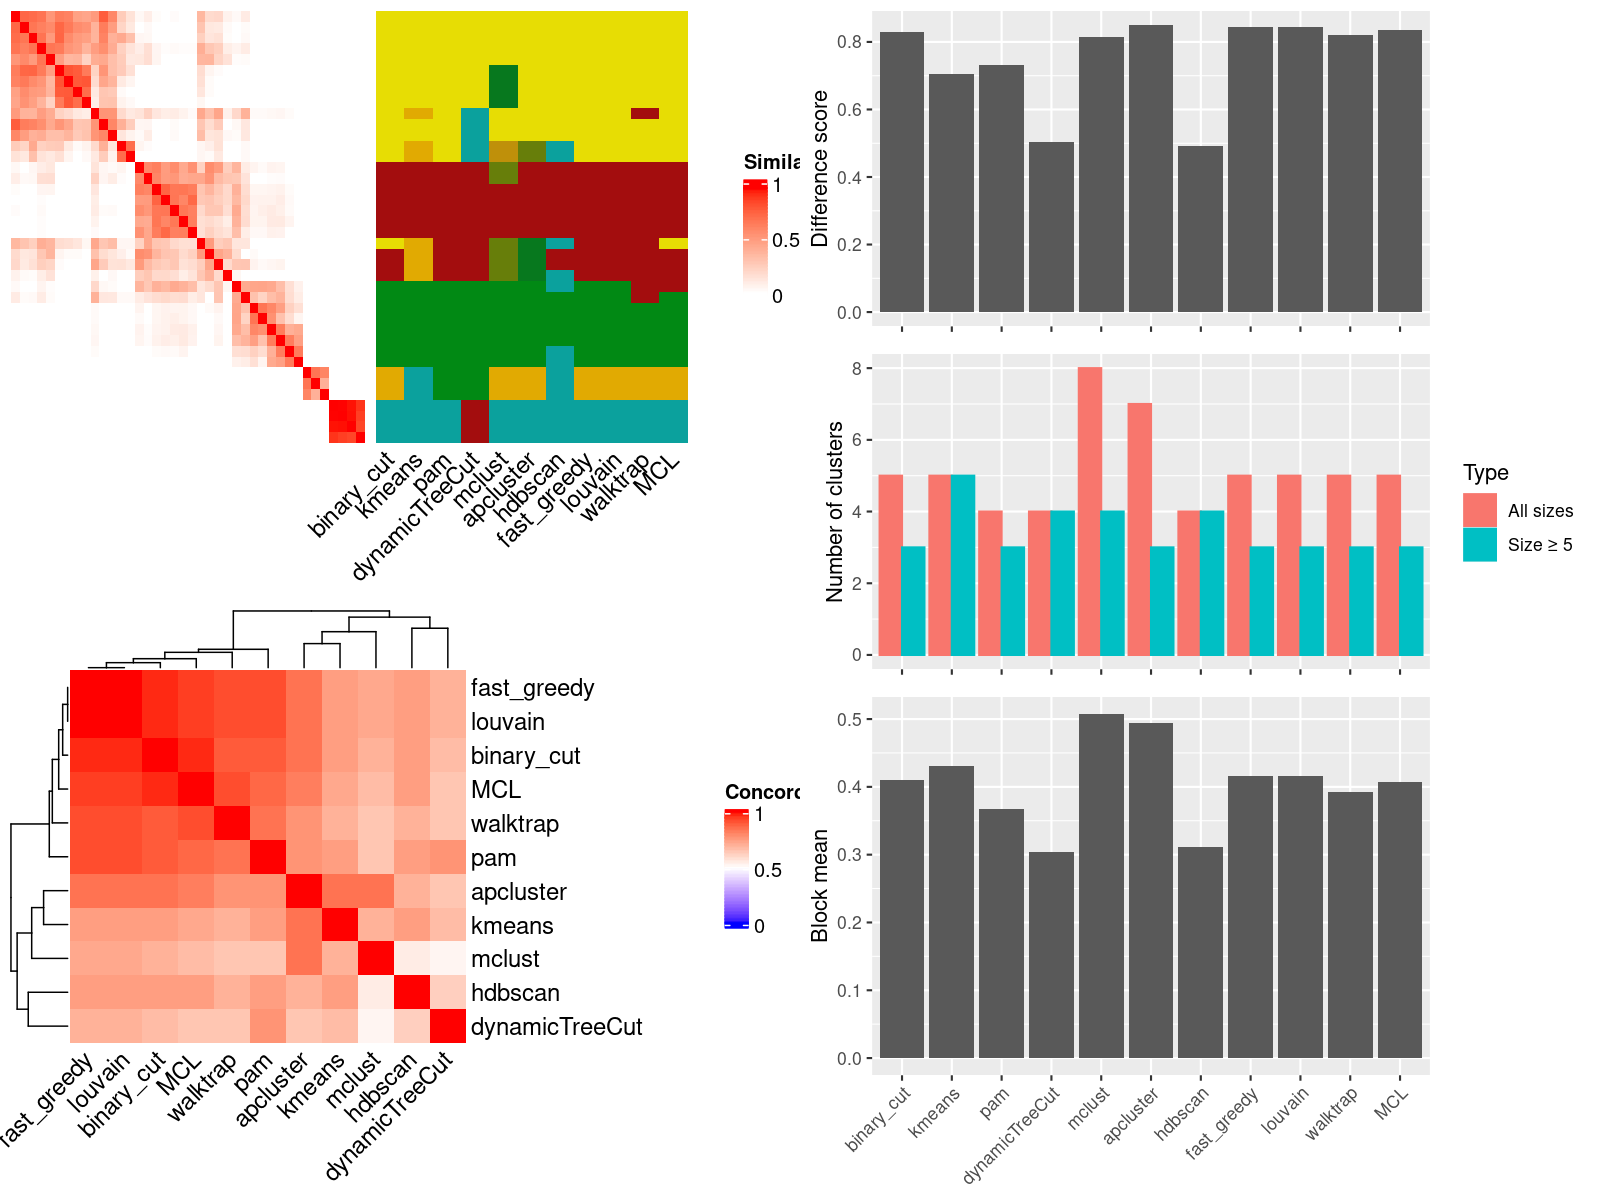 Simila
1
0.5
0
binary_cut
kmeans
pam
dynamicTreeCut
mclust
apcluster
hdbscan
fast_greedy
louvain
walktrap
MCL
Difference score
0.8
0.6
0.4
0.2
0.0
Number of clusters
8
6
4
2
0
Type
All sizes
Size ≥ 5
fast_greedy
louvain
binary_cut
MCL
walktrap
pam
apcluster
kmeans
mclust
hdbscan
dynamicTreeCut
fast_greedy
louvain
binary_cut
MCL
walktrap
pam
apcluster
kmeans
mclust
hdbscan
dynamicTreeCut
Concord
1
0.5
0
Block mean
0.5
0.4
0.3
0.2
0.1
0.0
binary_cut
kmeans
pam
dynamicTreeCut
mclust
apcluster
hdbscan
fast_greedy
louvain
walktrap
MCL